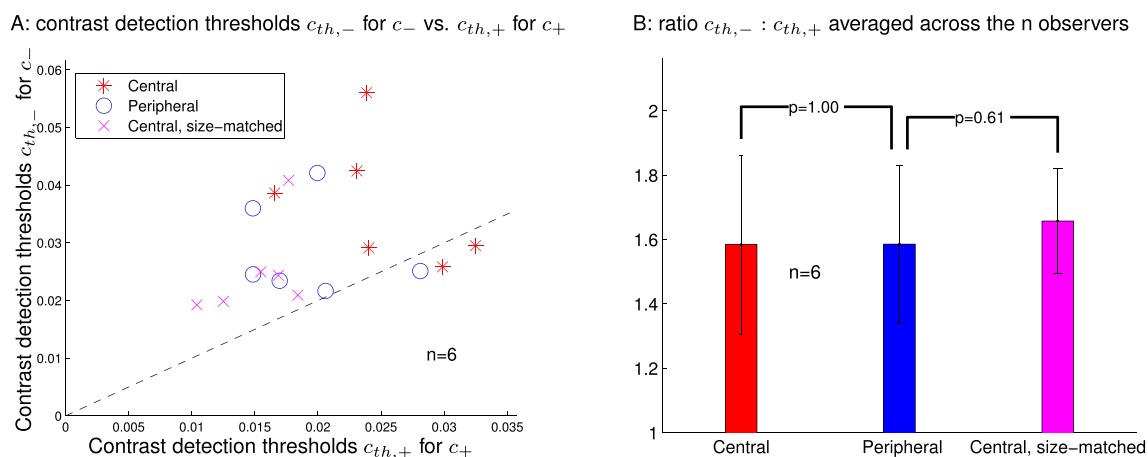 A: contrast detection thresholds c_{th,−} for c_− vs. c_{th,+} for c_+
Contrast detection thresholds c_{th,−} for c_−
0.06
0.05
0.04
0.03
0.02
0.01
0
Central
Peripheral
Central, size−matched
n=6
0 0.005 0.01 0.015 0.02 0.025 0.03 0.035
Contrast detection thresholds c_{th,+} for c_+
B: ratio c_{th,−} : c_{th,+} averaged across the n observers
2
1.8
1.6
1.4
1.2
1
p=1.00
p=0.61
n=6
Central Peripheral Central, size−matched